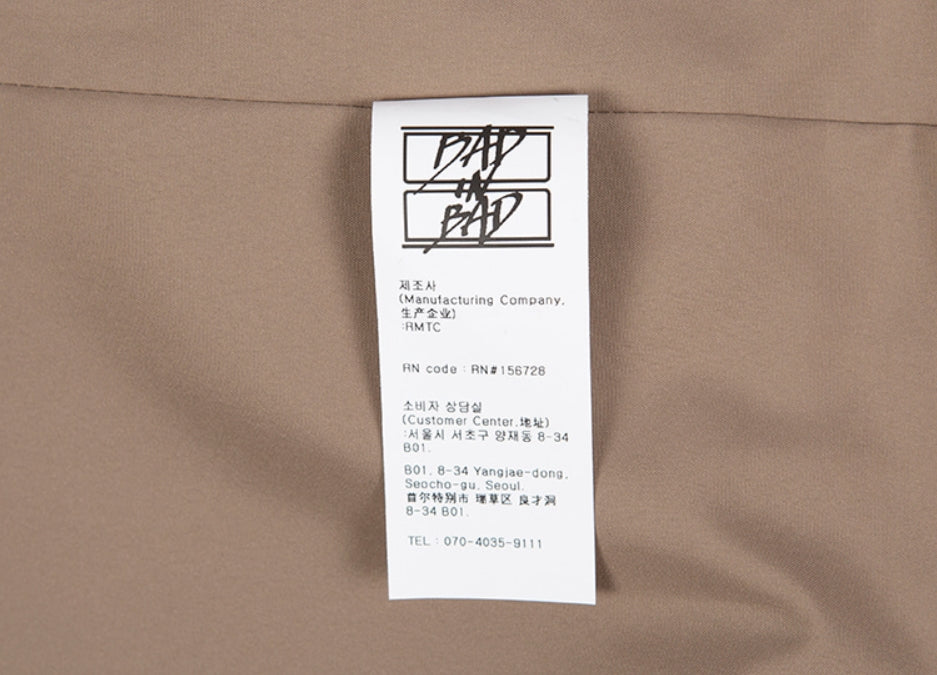 BAD
IN
BAD
제조사
(Manufacturing Company,
生产企业)
:RMTC
RN code : RN#156728
소비자 상담실
(Customer Center,地址)
:서울시 서초구 양재동 8-34
B01.
B01, 8-34 Yangjae-dong,
Seocho-gu, Seoul.
首尔特别市 瑞草区 良才洞
8-34 B01.
TEL : 070-4035-9111